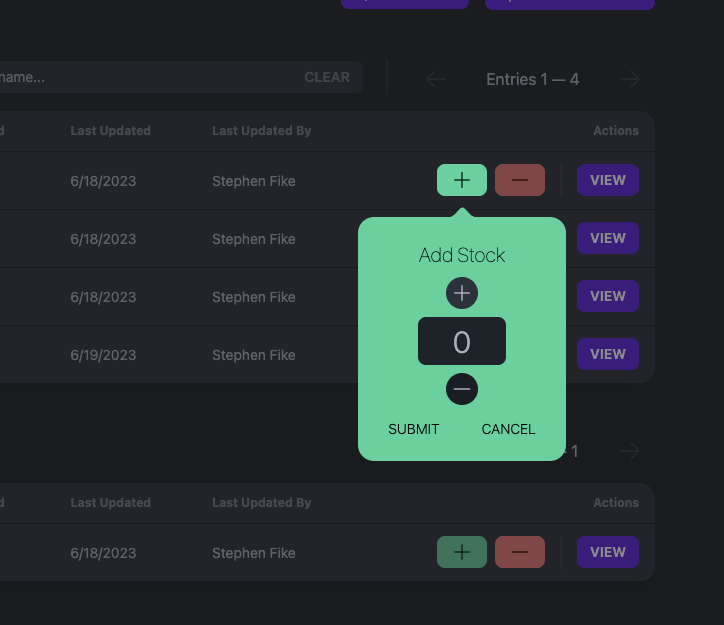 name... CLEAR Entries 1 — 4
Last Updated Last Updated By Actions
6/18/2023 Stephen Fike VIEW
6/18/2023 Stephen Fike VIEW
6/18/2023 Stephen Fike VIEW
6/19/2023 Stephen Fike VIEW
Add Stock
0
SUBMIT CANCEL
1
Last Updated Last Updated By Actions
6/18/2023 Stephen Fike VIEW